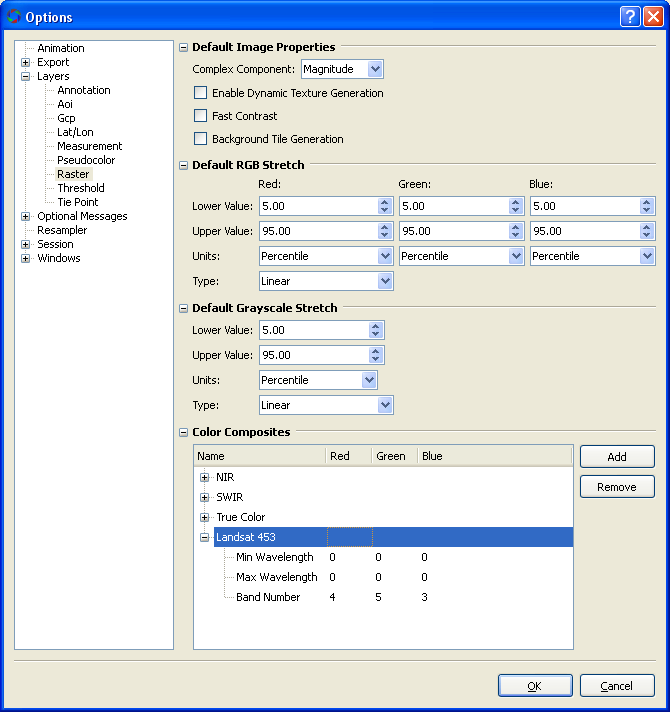 Options
Animation
Export
Layers
Annotation
Aoi
Gcp
Lat/Lon
Measurement
Pseudocolor
Raster
Threshold
Tie Point
Optional Messages
Resampler
Session
Windows
Default Image Properties
Complex Component: Magnitude
Enable Dynamic Texture Generation
Fast Contrast
Background Tile Generation
Default RGB Stretch
Red: Green: Blue:
Lower Value: 5.00 5.00 5.00
Upper Value: 95.00 95.00 95.00
Units: Percentile Percentile Percentile
Type: Linear
Default Grayscale Stretch
Lower Value: 5.00
Upper Value: 95.00
Units: Percentile
Type: Linear
Color Composites
Name Red Green Blue
NIR
SWIR
True Color
Landsat 453
Min Wavelength 0 0 0
Max Wavelength 0 0 0
Band Number 4 5 3
Add
Remove
OK
Cancel